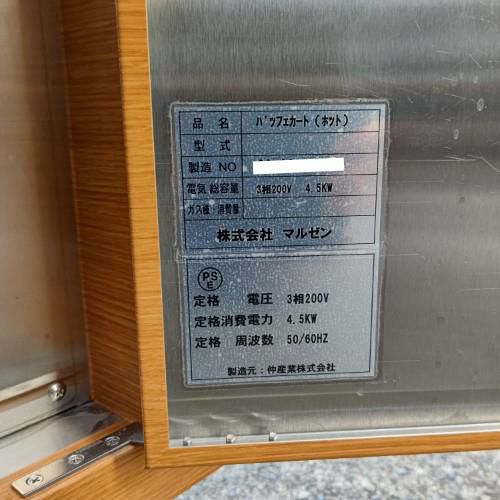 品名 バッフェカート(ホット)
型式
製造 NO
電気 総容量 3相200V 4.5KW
ガス種・消費量
株式会社 マルゼン
PS
E
定格 電圧 3相200V
定格消費電力 4.5KW
定格 周波数 50/60HZ
製造元:仲産業株式会社